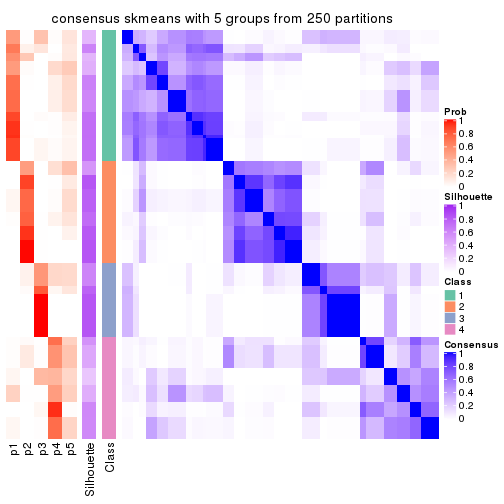 consensus skmeans with 5 groups from 250 partitions
Prob
1
0.8
0.6
0.4
0.2
0
Silhouette
1
0.8
0.6
0.4
0.2
0
Class
1
2
3
4
Consensus
1
0.8
0.6
0.4
0.2
0
p1
p2
p3
p4
p5
Silhouette
Class